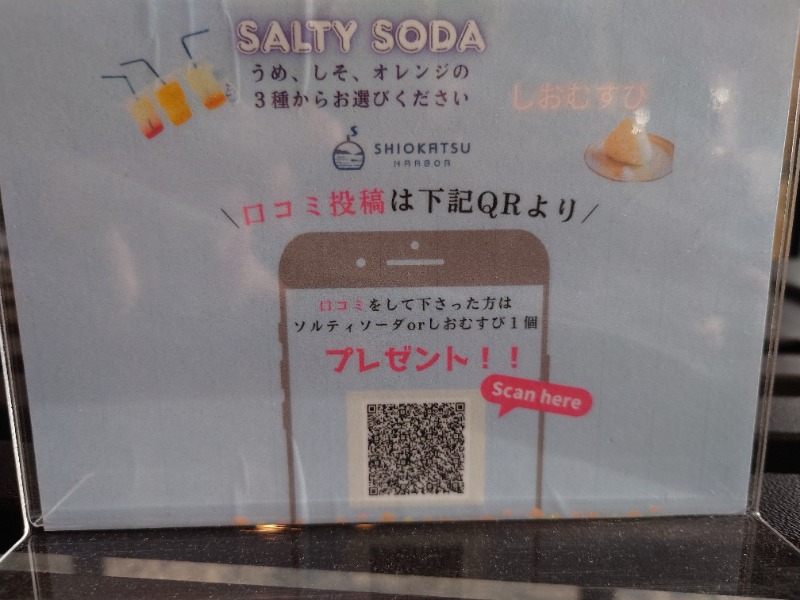 SALTY SODA
うめ、しそ、オレンジの
3種からお選びください
しおむすび
SHIOKATSU
HARBOR
口コミ投稿は下記QRより
口コミをして下さった方は
ソルティソーダorしおむすび1個
プレゼント!!
Scan here